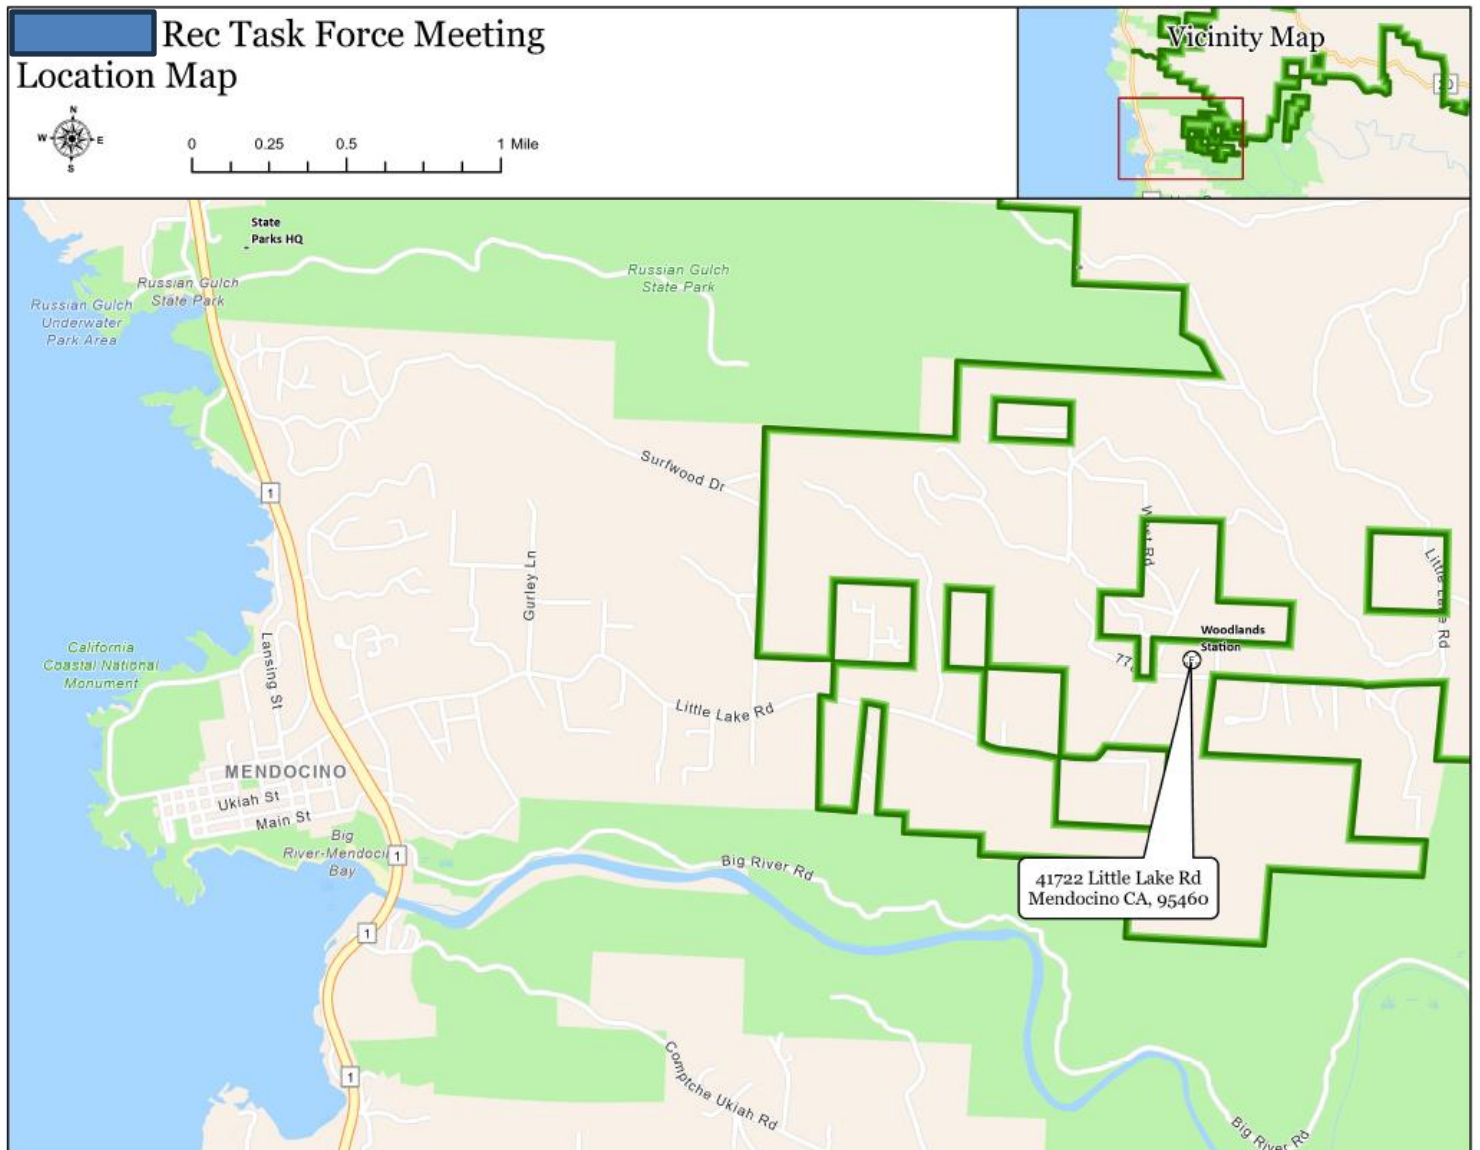 Rec Task Force Meeting
Location Map
N
W
E
S
0
0.25
0.5
1 Mile
Vicinity Map
20
State
Parks HQ
Russian Gulch
State Park
Russian Gulch
Underwater
Park Area
Russian Gulch
State Park
Surfwood Dr
1
West Rd
Little Lake Rd
Gurley Ln
California
Coastal National
Monument
Lansing St
Woodlands
Station
77
F
Little Lake Rd
MENDOCINO
Ukiah St
Main St
Big
River-Mendocin
Bay
1
Big River Rd
41722 Little Lake Rd
Mendocino CA, 95460
1
1
Comptche Ukiah Rd
Big River Rd